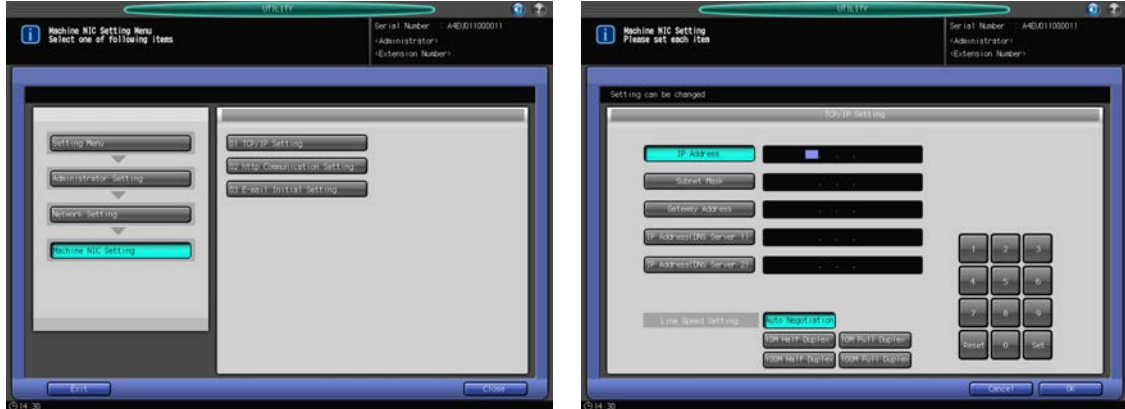 UTILITY
Machine NIC Setting Menu
Select one of following items
Serial Number : A4EU011000011
<Administrator>
<Extension Number>
Setting Menu
Administrator Setting
Network Setting
Machine NIC Setting
01 TCP/IP Setting
02 http Communication Setting
03 E-mail Initial Setting
Exit
Close
14:30
UTILITY
Machine NIC Setting
Please set each item
Serial Number : A4EU011000011
<Administrator>
<Extension Number>
Setting can be changed
TCP/IP Setting
IP Address
Subnet Mask
Gateway Address
IP Address(DNS Server 1)
IP Address(DNS Server 2)
Line Speed Setting
Auto Negotiation
10M Half Duplex
10M Full Duplex
100M Half Duplex
100M Full Duplex
1 2 3
4 5 6
7 8 9
Reset 0 Set
Cancel
OK
14:30